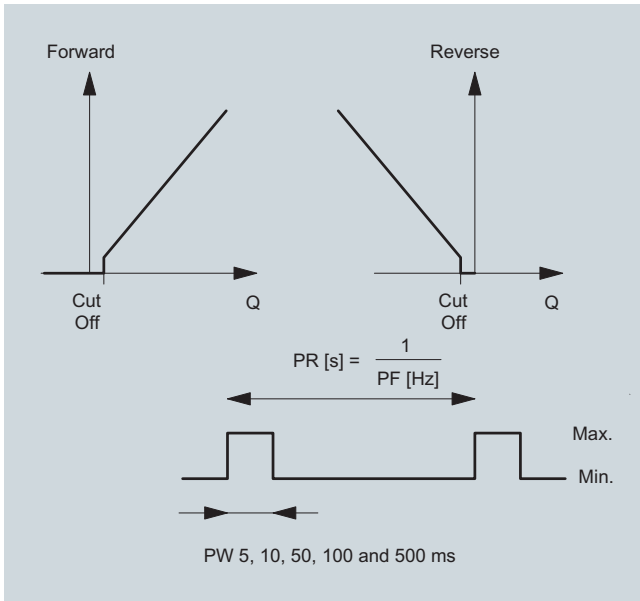 Forward
Reverse
Cut
Off
Q
Cut
Off
Q
PR [s] = 1
PF [Hz]
Max.
Min.
PW 5, 10, 50, 100 and 500 ms